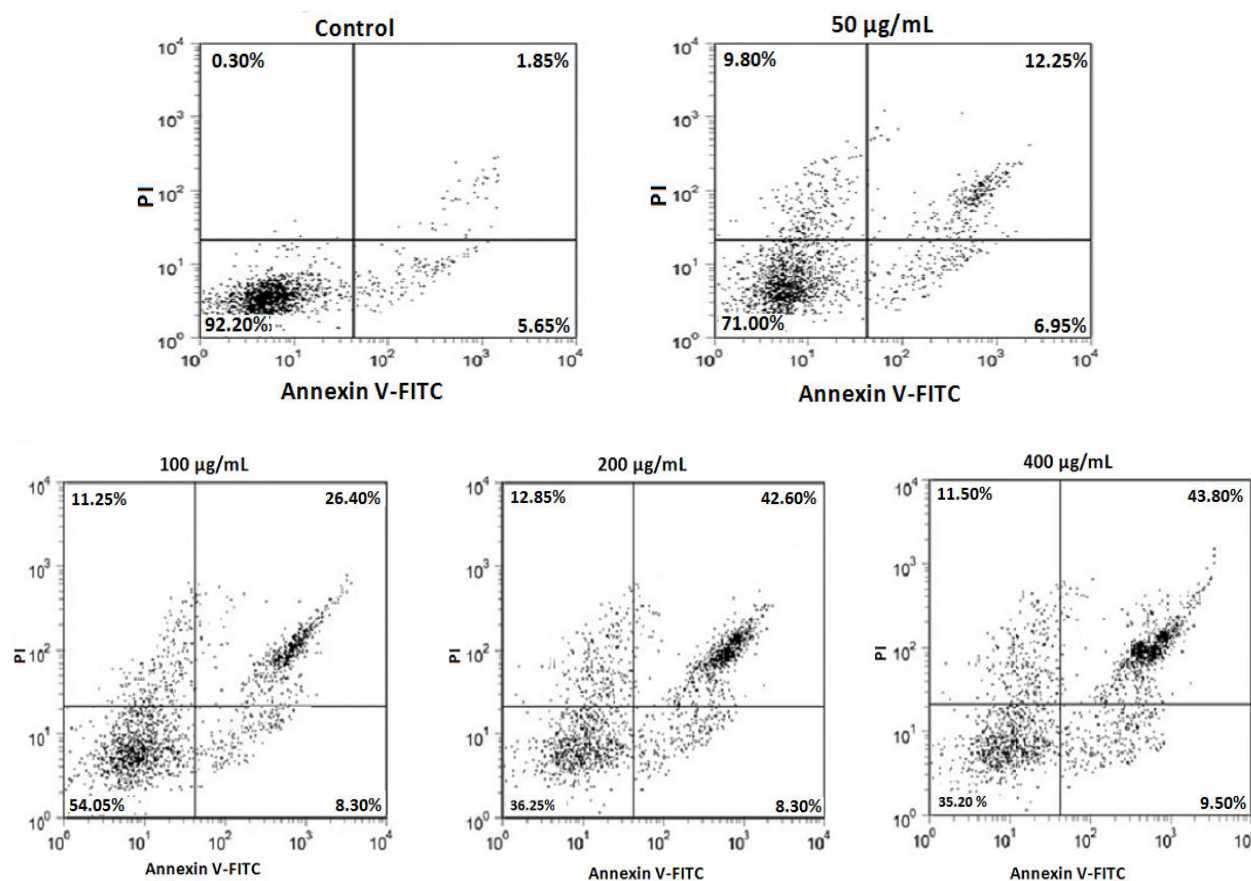 Control
50 µg/mL
10⁴
0.30%
1.85%
10³
10²
10¹
10⁰
PI
92.20%
5.65%
10⁰ 10¹ 10² 10³ 10⁴
Annexin V-FITC
10⁴
9.80%
12.25%
10³
10²
10¹
10⁰
PI
71.00%
6.95%
10⁰ 10¹ 10² 10³ 10⁴
Annexin V-FITC
100 µg/mL
200 µg/mL
400 µg/mL
10⁴
11.25%
26.40%
10³
10²
10¹
10⁰
PI
54.05%
8.30%
10⁰ 10¹ 10² 10³ 10⁴
Annexin V-FITC
10⁴
12.85%
42.60%
10³
10²
10¹
10⁰
PI
36.25%
8.30%
10⁰ 10¹ 10² 10³ 10⁴
Annexin V-FITC
10⁴
11.50%
43.80%
10³
10²
10¹
10⁰
PI
35.20 %
9.50%
10⁰ 10¹ 10² 10³ 10⁴
Annexin V-FITC